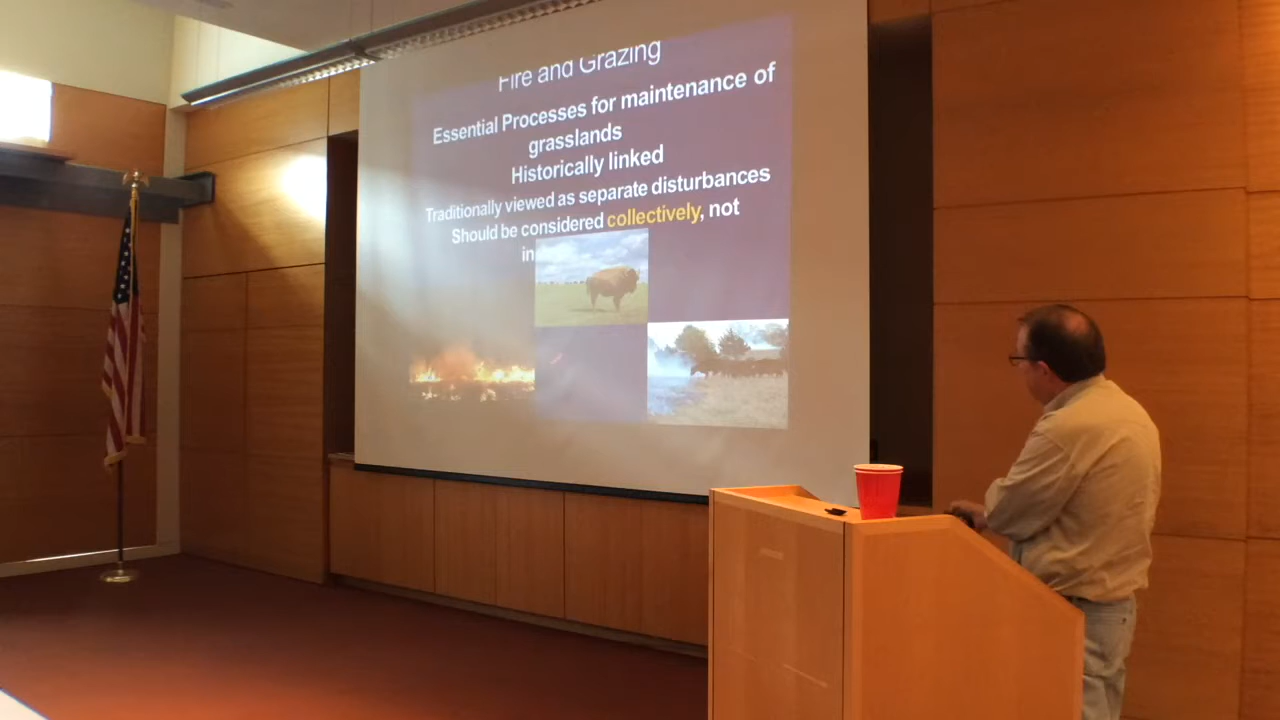 Fire and Grazing
Essential Processes for maintenance of
grasslands
Historically linked
Traditionally viewed as separate disturbances
Should be considered collectively, not